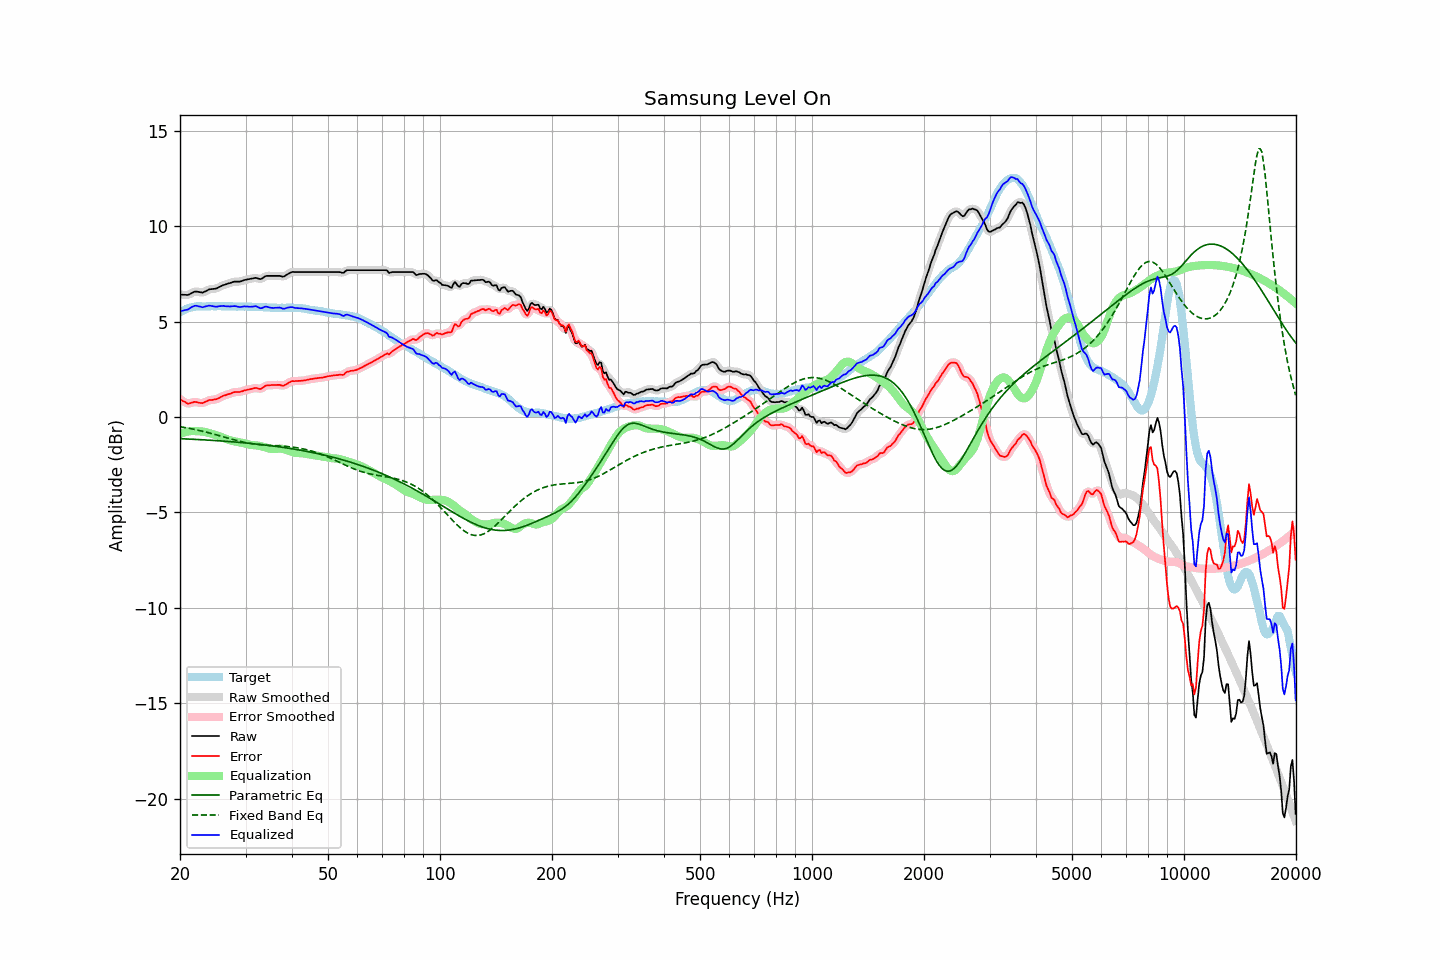 Samsung Level On
15
10
5
0
−5
−10
−15
−20
Amplitude (dBr)
Target
Raw Smoothed
Error Smoothed
Raw
Error
Equalization
Parametric Eq
Fixed Band Eq
Equalized
20 50 100 200 500 1000 2000 5000 10000 20000
Frequency (Hz)